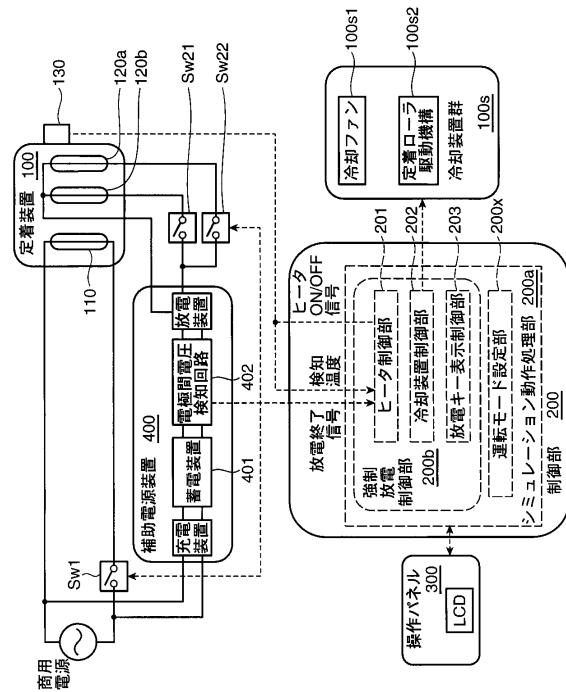 商用
電源
Sw1
補助電源装置
400
充電
装置
蓄電装置
401
電極間電圧
検知回路
402
放電
装置
定着装置
100
110
120a
120b
130
Sw21
Sw22
放電終了
信号
検知
温度
ヒータ
ON/OFF
信号
強制
放電
制御部
200b
ヒータ制御部
201
冷却装置制御部
202
放電キー表示制御部
203
運転モード設定部
200x
シミュレーション動作処理部
200a
制御部
200
操作パネル
300
LCD
冷却ファン
100s1
定着ローラ
駆動機構
100s2
冷却装置群
100s